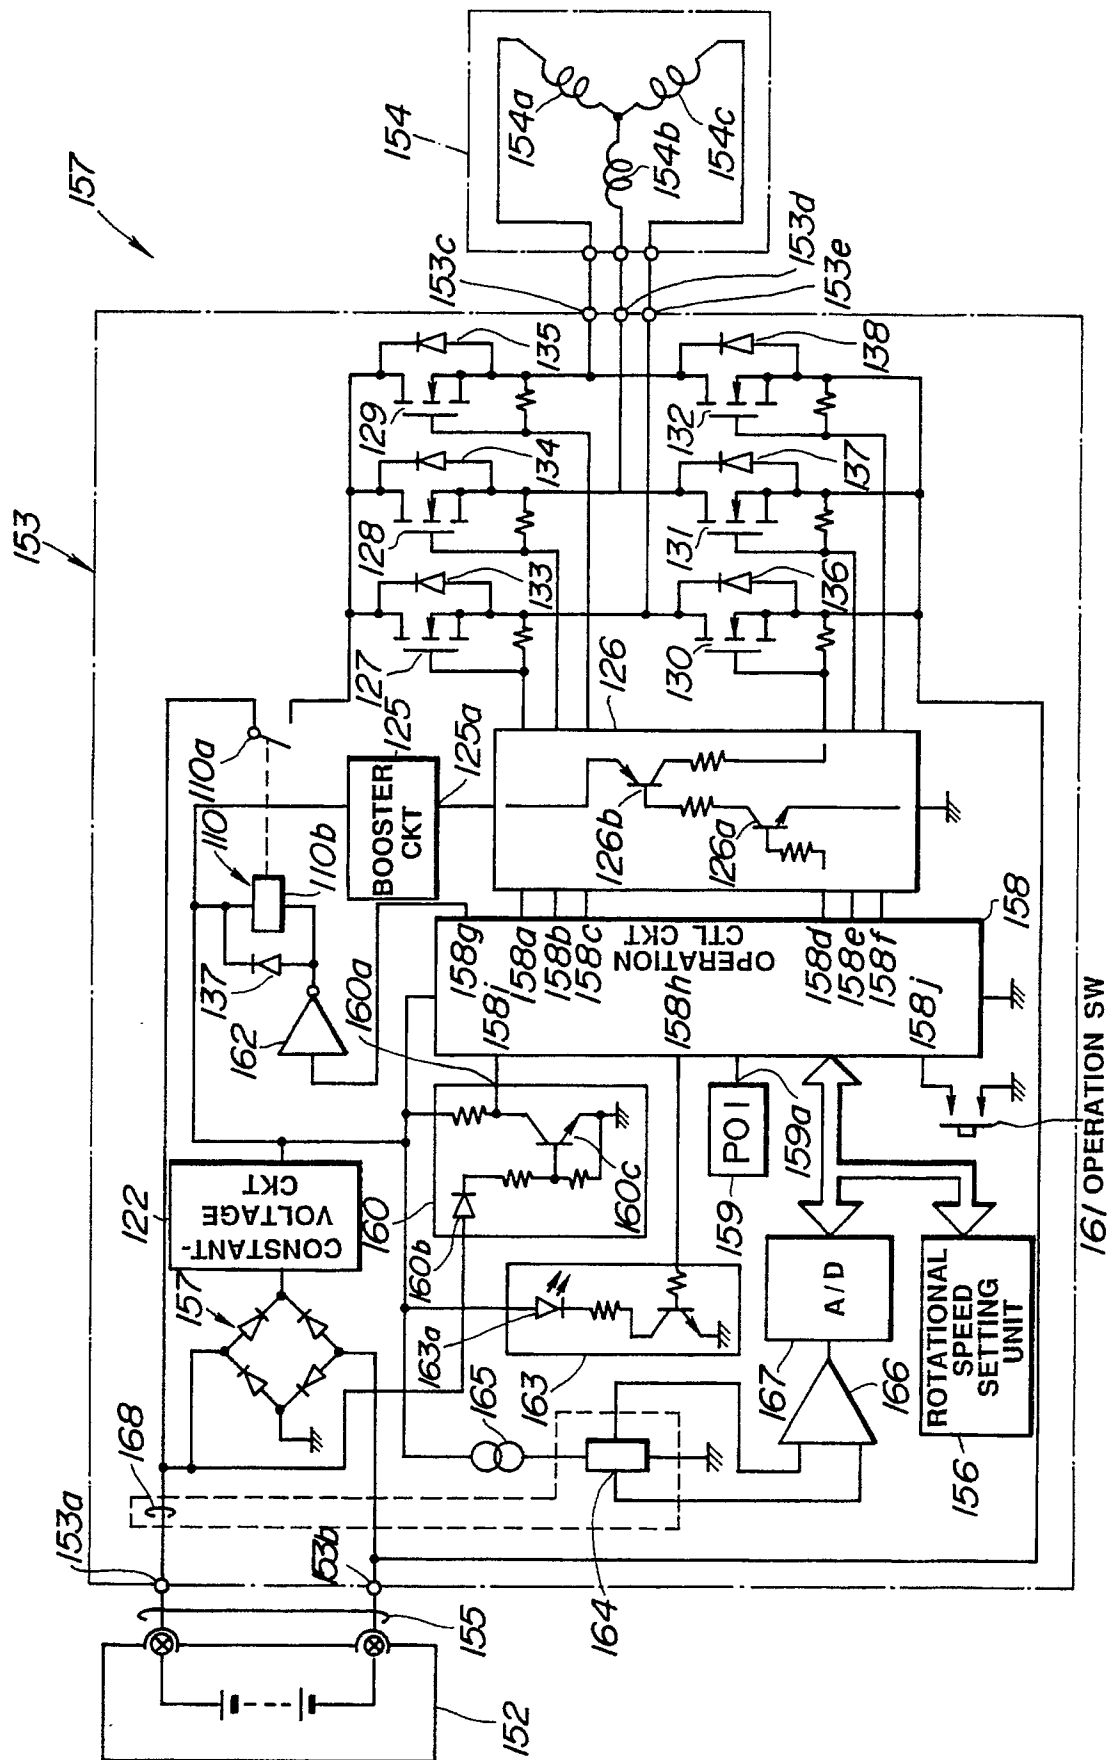 157
153
154
154a
154b
154c
153c
153d
153e
135
129
134
128
133
127
138
132
137
131
136
130
110a
110
110b
125
BOOSTER
CKT
125a
126
126b
126a
137
162
160a
158g
158i
158a
158b
158c
158h
OPERATION
CTL CKT
158d
158e
158f
158j
158
122
CONSTANT-
VOLTAGE
CKT
157
160
160b
160c
163a
163
159
POI
159a
161 OPERATION SW
168
165
164
167
A/D
166
ROTATIONAL
SPEED
SETTING
UNIT
156
153a
153b
155
152